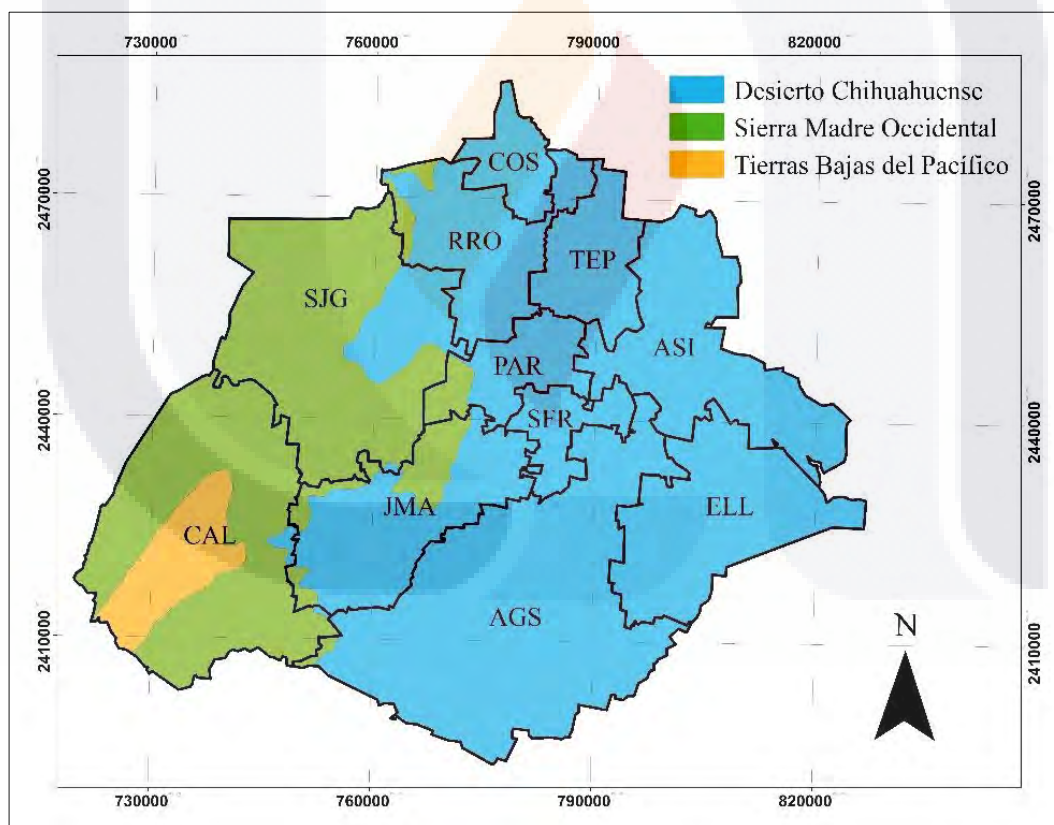 730000 760000 790000 820000
Desierto Chihuahuense
Sierra Madre Occidental
Tierras Bajas del Pacífico
2470000
2470000
COS
RRO
TEP
SJG
ASI
PAR
2440000
2440000
SFR
JMA
ELL
CAL
AGS
N
2410000
2410000
730000 760000 790000 820000